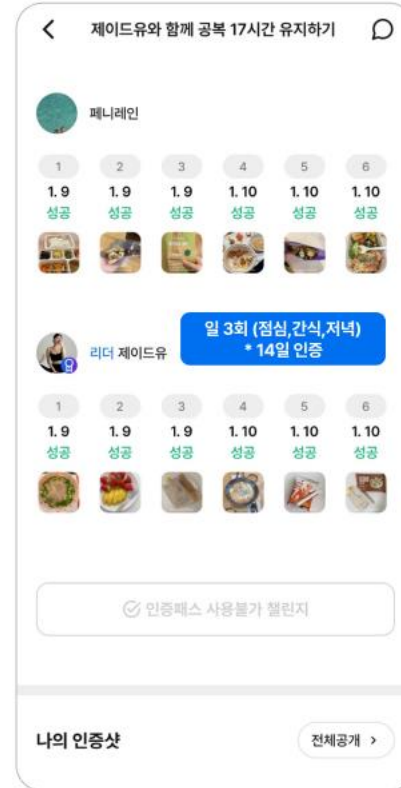 제이드유와 함께 공복 17시간 유지하기
페니레인
1 2 3 4 5 6
1. 9 1. 9 1. 9 1. 10 1. 10 1. 10
성공 성공 성공 성공 성공 성공
일 3회 (점심,간식,저녁)
* 14일 인증
리더 제이드유
1 2 3 4 5 6
1. 9 1. 9 1. 9 1. 10 1. 10 1. 10
성공 성공 성공 성공 성공 성공
인증패스 사용불가 챌린지
나의 인증샷
전체공개 >